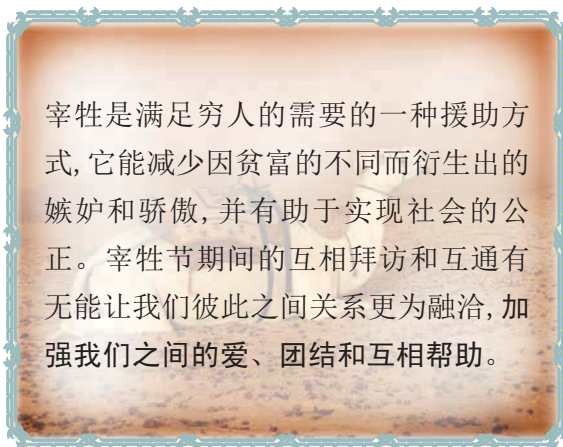 宰牲是满足穷人的需要的一种援助方
式,它能减少因贫富的不同而衍生出的
嫉妒和骄傲,并有助于实现社会的公
正。宰牲节期间的互相拜访和互通有
无能让我们彼此之间关系更为融洽,加
强我们之间的爱、团结和互相帮助。